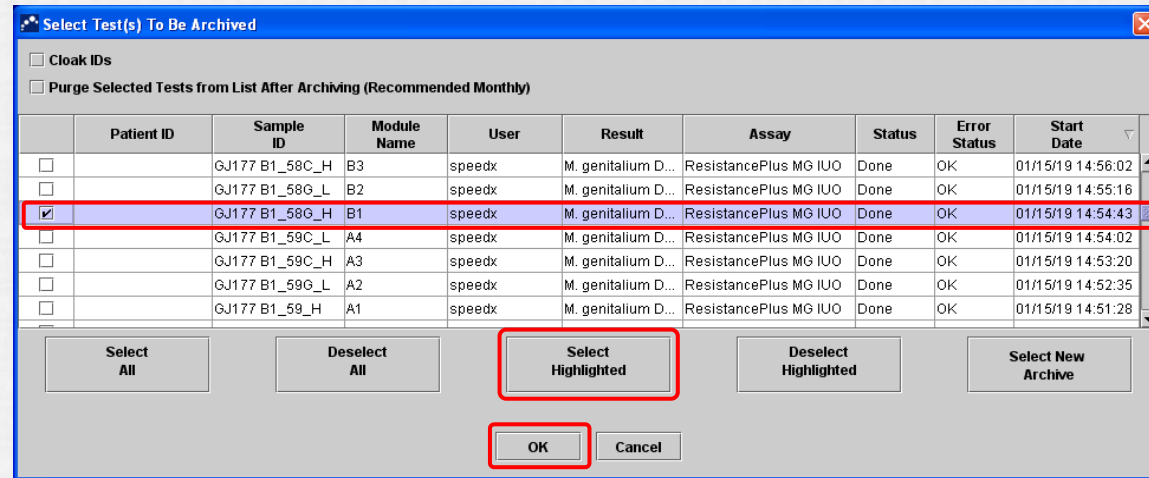 Select Test(s) To Be Archived
Cloak IDs
Purge Selected Tests from List After Archiving (Recommended Monthly)
Patient ID Sample ID Module Name User Result Assay Status Error Status Start Date
GJ177 B1_58C_H B3 speedx M. genitalium D... ResistancePlus MG IUO Done OK 01/15/19 14:56:02
GJ177 B1_58G_L B2 speedx M. genitalium D... ResistancePlus MG IUO Done OK 01/15/19 14:55:16
GJ177 B1_58G_H B1 speedx M. genitalium D... ResistancePlus MG IUO Done OK 01/15/19 14:54:43
GJ177 B1_59C_L A4 speedx M. genitalium D... ResistancePlus MG IUO Done OK 01/15/19 14:54:02
GJ177 B1_59C_H A3 speedx M. genitalium D... ResistancePlus MG IUO Done OK 01/15/19 14:53:20
GJ177 B1_59G_L A2 speedx M. genitalium D... ResistancePlus MG IUO Done OK 01/15/19 14:52:35
GJ177 B1_59_H A1 speedx M. genitalium D... ResistancePlus MG IUO Done OK 01/15/19 14:51:28
Select All
Deselect All
Select Highlighted
Deselect Highlighted
Select New Archive
OK Cancel